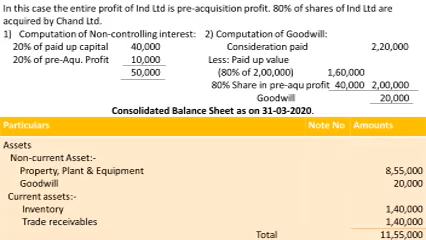 In this case the entire profit of Ind Ltd is pre-acquisition profit. 80% of shares of Ind Ltd are
acquired by Chand Ltd.
1) Computation of Non-controlling interest: 2) Computation of Goodwill:
20% of paid up capital 40,000 Consideration paid 2,20,000
20% of pre-Aqu. Profit 10,000 Less: Paid up value
50,000 (80% of 2,00,000) 1,60,000
80% Share in pre-aqu profit 40,000 2,00,000
Goodwill 20,000
Consolidated Balance Sheet as on 31-03-2020.
Particulars Note No Amounts
Assets
Non-current Asset:-
Property, Plant & Equipment 8,55,000
Goodwill 20,000
Current assets:-
Inventory 1,40,000
Trade receivables 1,40,000
Total 11,55,000